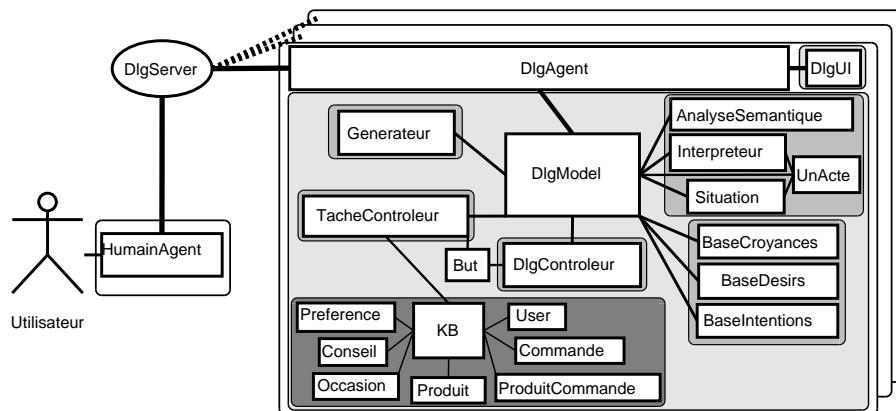 DlgServer
DlgAgent
DlgUI
AnalyseSemantique
Generateur
Interpreteur
DlgModel
UnActe
Situation
TacheControleur
HumainAgent
BaseCroyances
But
DlgControleur
BaseDesirs
Utilisateur
Preference
User
BaseIntentions
KB
Conseil
Commande
Occasion
Produit
ProduitCommande